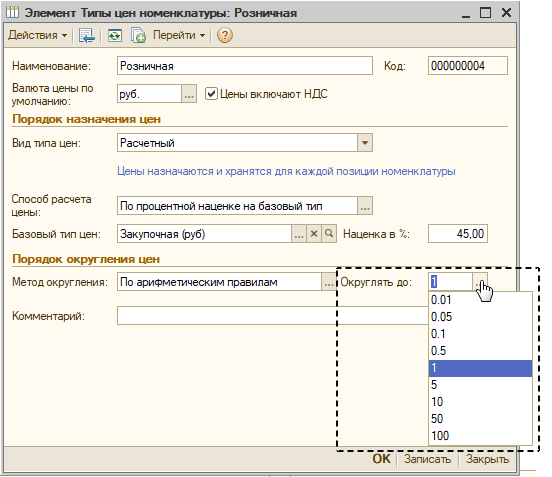 Элемент Типы цен номенклатуры: Розничная
Действия Перейти ?
Наименование: Розничная Код: 000000004
Валюта цены по умолчанию: руб. ... Цены включают НДС
Порядок назначения цен
Вид типа цен: Расчетный
Цены назначаются и хранятся для каждой позиции номенклатуры
Способ расчета цены: По процентной наценке на базовый тип ...
Базовый тип цен: Закупочная (руб) ... × Наценка в %: 45,00
Порядок округления цен
Метод округления: По арифметическим правилам ... Округлять до: 1 ...
Комментарий:
0.01
0.05
0.1
0.5
1
5
10
50
100
OK Записать Закрыть